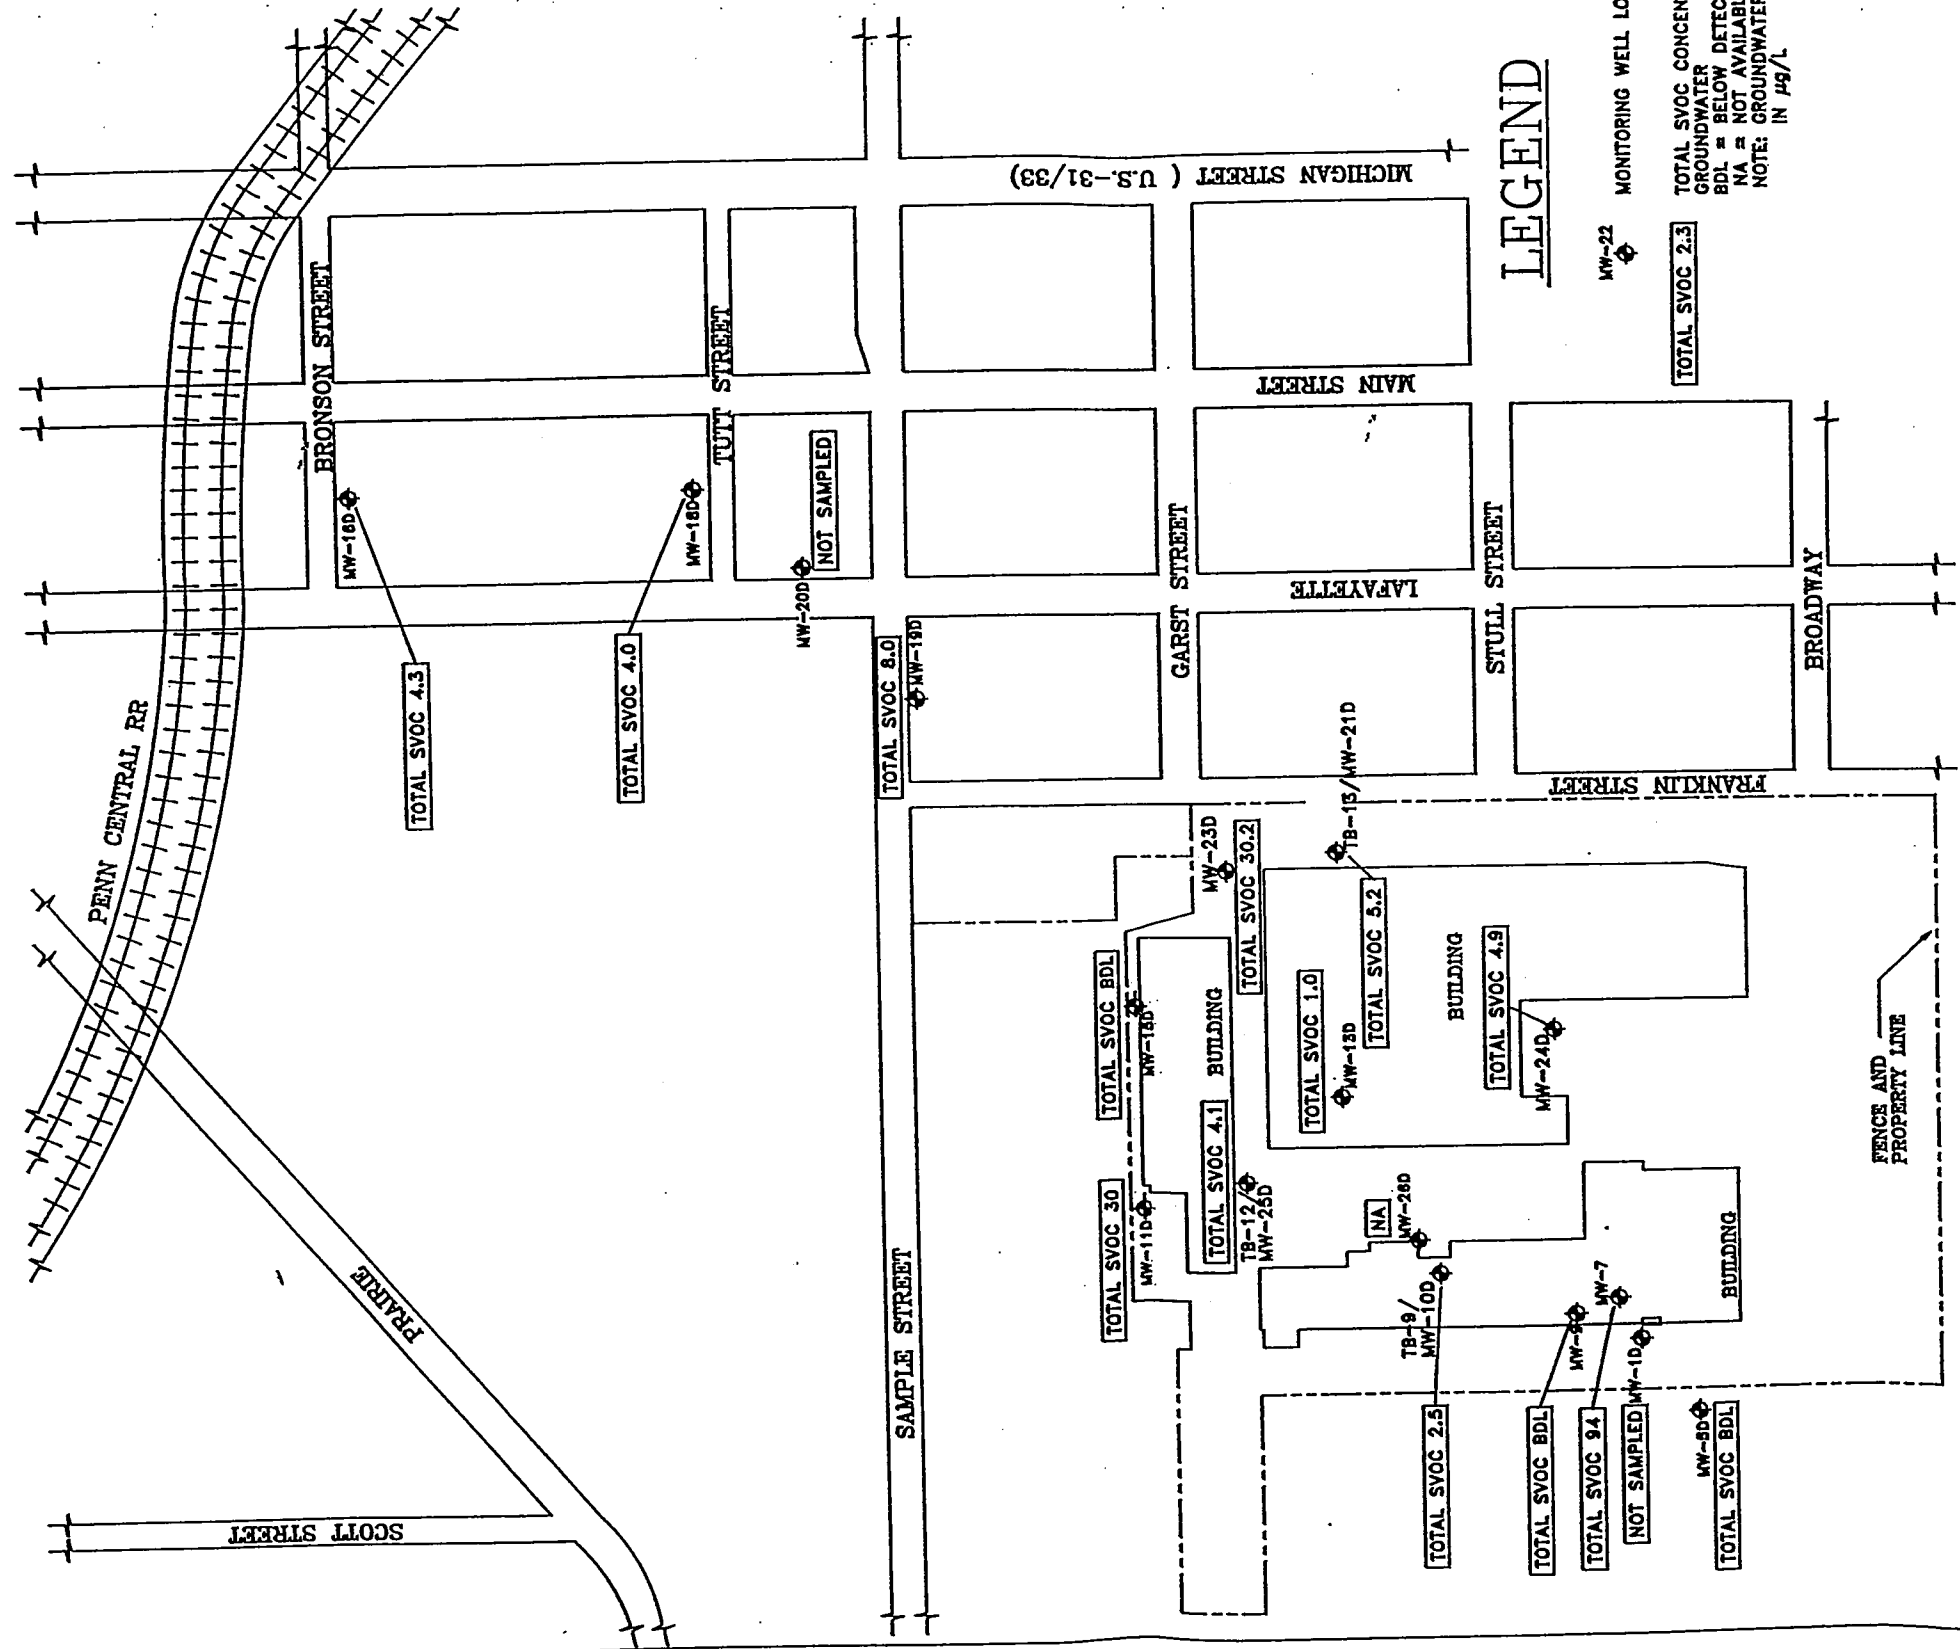 PENN CENTRAL RR
BRONSON STREET
TUTT STREET
MICHIGAN STREET ( U.S.-31/33)
MAIN STREET
LAFAYETTE
GARST STREET
STULL STREET
BROADWAY
FRANKLIN STREET
SAMPLE STREET
PRAIRIE
SCOTT STREET
MW-16D
TOTAL SVOC 4.3
MW-18D
TOTAL SVOC 4.0
MW-20D
NOT SAMPLED
TOTAL SVOC 8.0
MW-19D
TB-13/MW-21D
TOTAL SVOC 5.2
MW-23D
TOTAL SVOC 30.2
TOTAL SVOC BDL
BUILDING
TOTAL SVOC 1.0
MW-13D
BUILDING
TOTAL SVOC 4.9
MW-24D
TOTAL SVOC 30
MW-11D
TOTAL SVOC 4.1
TB-12/
MW-25D
NA
MW-26D
TB-9/
MW-10D
TOTAL SVOC 2.5
TOTAL SVOC BDL
MW-7
TOTAL SVOC 94
MW-1D
NOT SAMPLED
TOTAL SVOC BDL
BUILDING
FENCE AND
PROPERTY LINE
LEGEND
MW-22
MONITORING WELL LO
TOTAL SVOC 2.3
TOTAL SVOC CONCEN
GROUNDWATER
BDL = BELOW DETEC
NA = NOT AVAILABL
NOTE: GROUNDWATER
IN µg/L